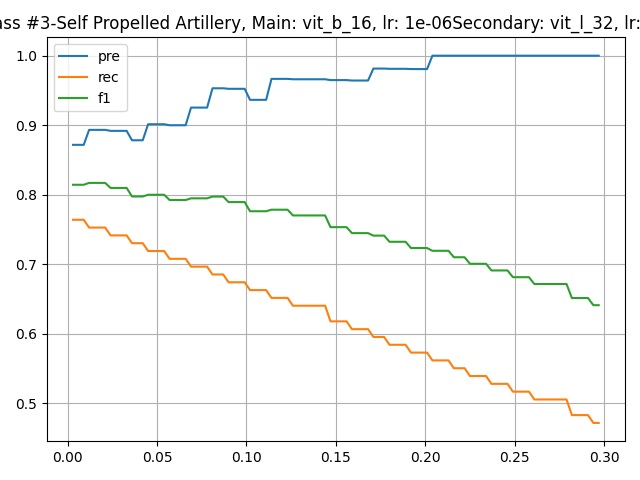 ass #3-Self Propelled Artillery, Main: vit_b_16, lr: 1e-06Secondary: vit_l_32, lr:
pre
rec
f1
1.0
0.9
0.8
0.7
0.6
0.5
0.00 0.05 0.10 0.15 0.20 0.25 0.30